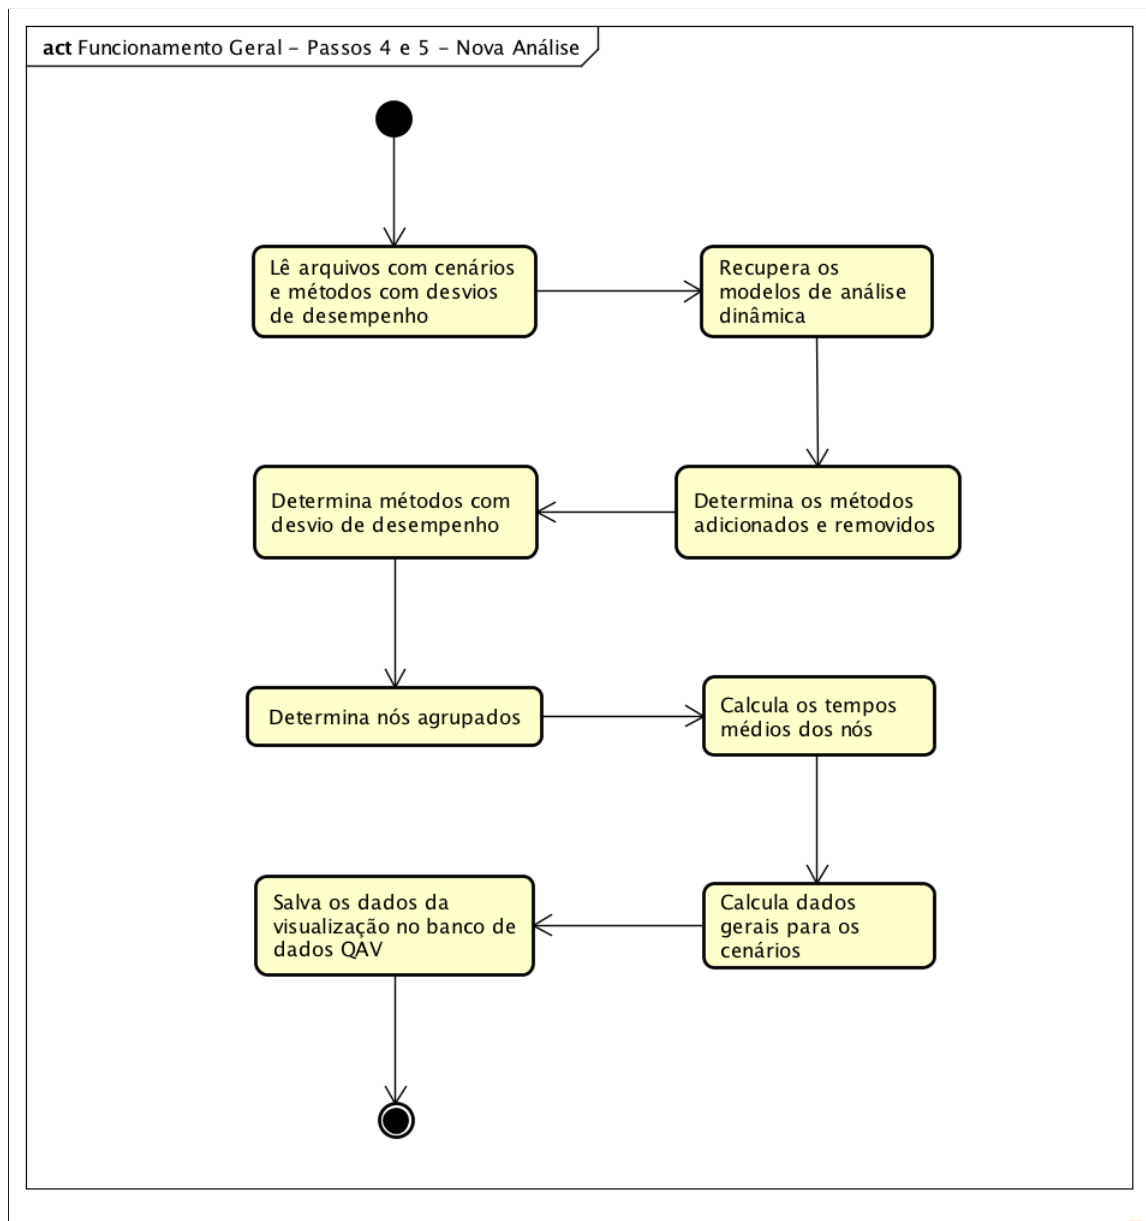 act Funcionamento Geral – Passos 4 e 5 – Nova Análise
Lê arquivos com cenários
e métodos com desvios
de desempenho
Recupera os
modelos de análise
dinâmica
Determina os métodos
adicionados e removidos
Determina métodos com
desvio de desempenho
Determina nós agrupados
Calcula os tempos
médios dos nós
Calcula dados
gerais para os
cenários
Salva os dados da
visualização no banco de
dados QAV